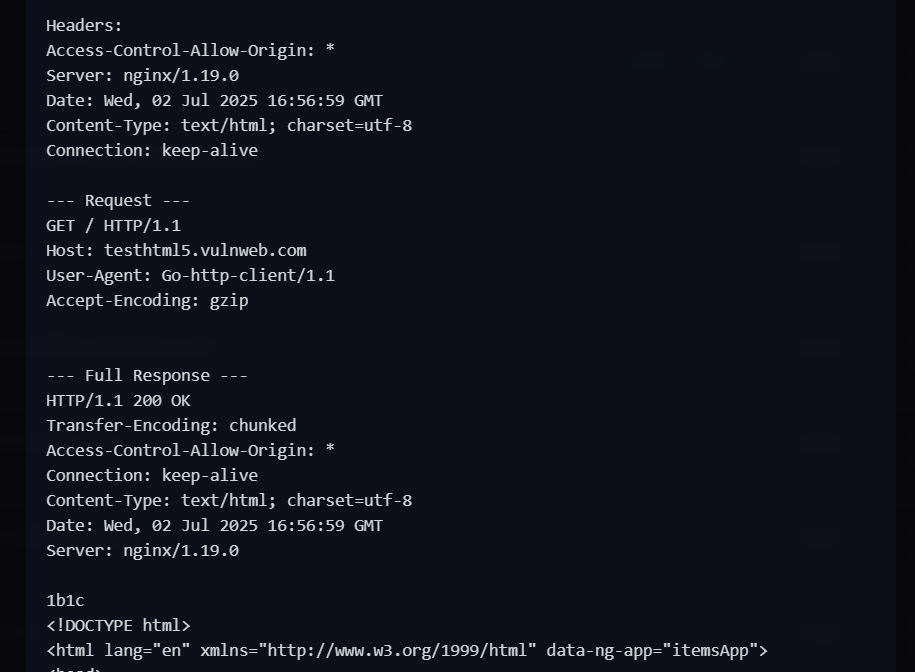 Headers:
Access-Control-Allow-Origin: *
Server: nginx/1.19.0
Date: Wed, 02 Jul 2025 16:56:59 GMT
Content-Type: text/html; charset=utf-8
Connection: keep-alive
--- Request ---
GET / HTTP/1.1
Host: testhtml5.vulnweb.com
User-Agent: Go-http-client/1.1
Accept-Encoding: gzip
--- Full Response ---
HTTP/1.1 200 OK
Transfer-Encoding: chunked
Access-Control-Allow-Origin: *
Connection: keep-alive
Content-Type: text/html; charset=utf-8
Date: Wed, 02 Jul 2025 16:56:59 GMT
Server: nginx/1.19.0
1b1c
<!DOCTYPE html>
<html lang="en" xmlns="http://www.w3.org/1999/html" data-ng-app="itemsApp">